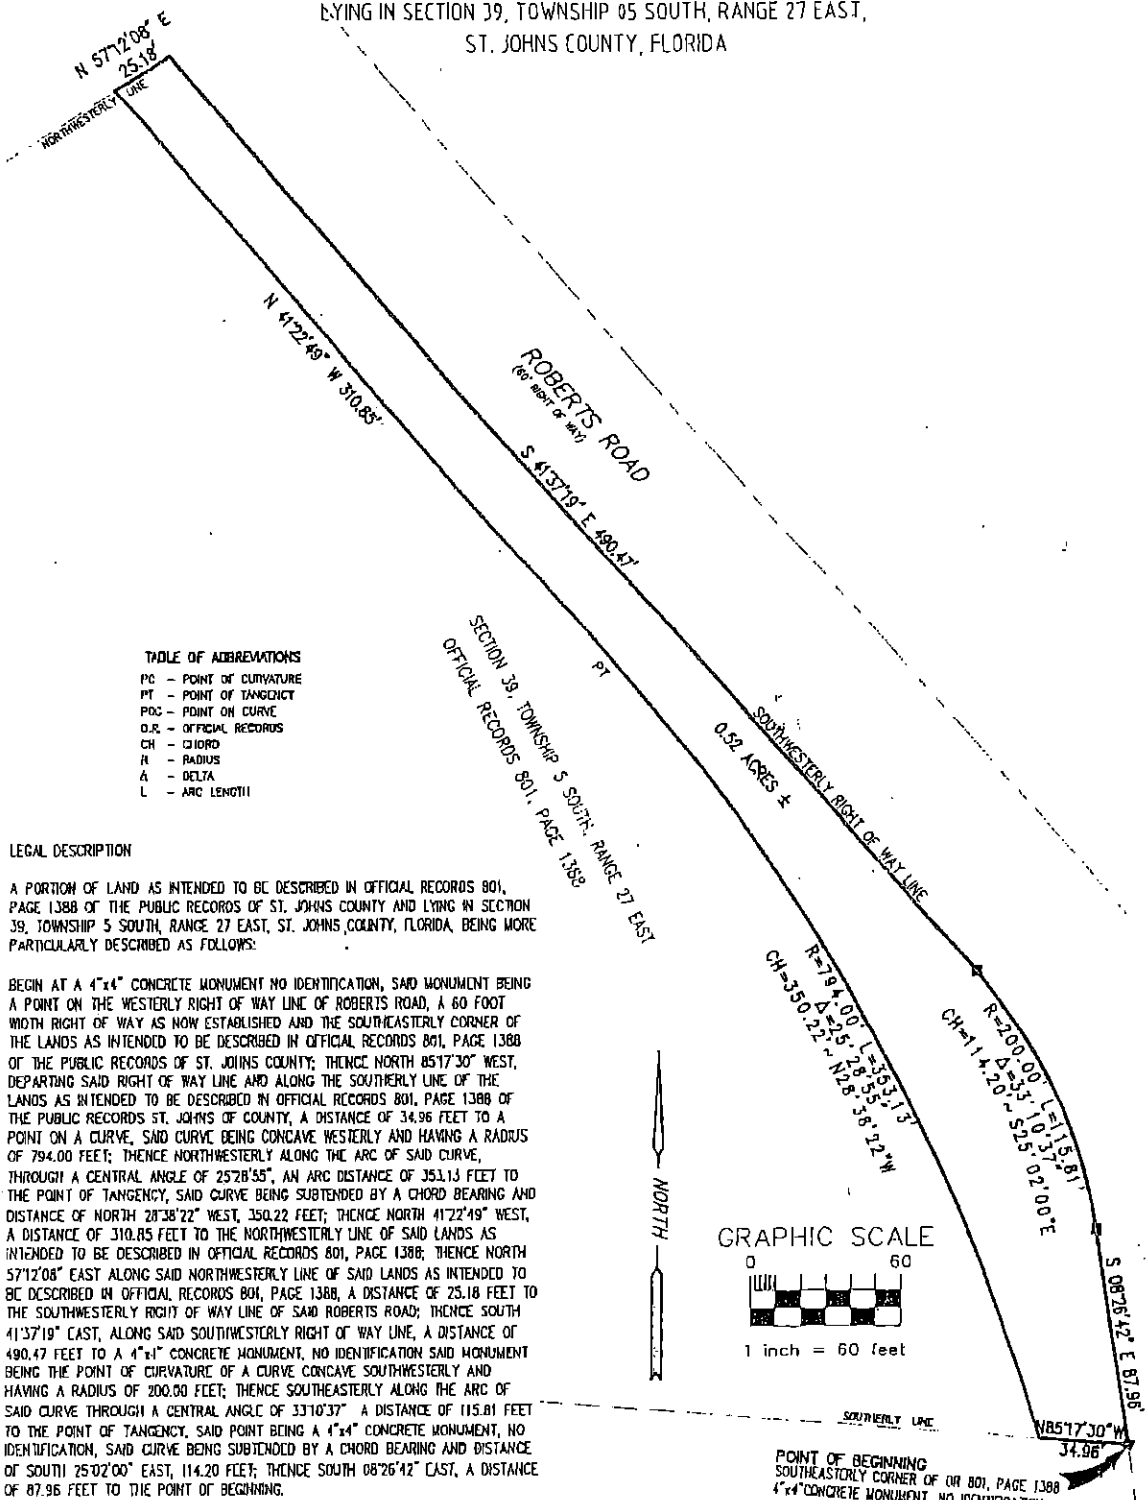 LYING IN SECTION 39, TOWNSHIP 05 SOUTH, RANGE 27 EAST,
ST. JOHNS COUNTY, FLORIDA
N 57°12'08" E
25.18'
NORTHWESTERLY LINE
N 41°22'49" W 310.85'
ROBERTS ROAD
(60' RIGHT OF WAY)
S 41°37'19" E 490.47'
PT
SECTION 39, TOWNSHIP 5 SOUTH, RANGE 27 EAST
OFFICIAL RECORDS 801, PAGE 1388
0.52 ACRES ±
SOUTHWESTERLY RIGHT OF WAY LINE
TABLE OF ABBREVIATIONS
PC - POINT OF CURVATURE
PT - POINT OF TANGENCY
POC - POINT ON CURVE
O.R. - OFFICIAL RECORDS
CH - CHORD
R - RADIUS
Δ - DELTA
L - ARC LENGTH
LEGAL DESCRIPTION
A PORTION OF LAND AS INTENDED TO BE DESCRIBED IN OFFICIAL RECORDS 801,
PAGE 1388 OF THE PUBLIC RECORDS OF ST. JOHNS COUNTY AND LYING IN SECTION
39, TOWNSHIP 5 SOUTH, RANGE 27 EAST, ST. JOHNS COUNTY, FLORIDA, BEING MORE
PARTICULARLY DESCRIBED AS FOLLOWS:
BEGIN AT A 4"x4" CONCRETE MONUMENT NO IDENTIFICATION, SAID MONUMENT BEING
A POINT ON THE WESTERLY RIGHT OF WAY LINE OF ROBERTS ROAD, A 60 FOOT
WIDTH RIGHT OF WAY AS NOW ESTABLISHED AND THE SOUTHEASTERLY CORNER OF
THE LANDS AS INTENDED TO BE DESCRIBED IN OFFICIAL RECORDS 801, PAGE 1388
OF THE PUBLIC RECORDS OF ST. JOHNS COUNTY; THENCE NORTH 85°17'30" WEST,
DEPARTING SAID RIGHT OF WAY LINE AND ALONG THE SOUTHERLY LINE OF THE
LANDS AS INTENDED TO BE DESCRIBED IN OFFICIAL RECORDS 801, PAGE 1388 OF
THE PUBLIC RECORDS ST. JOHNS OF COUNTY, A DISTANCE OF 34.96 FEET TO A
POINT ON A CURVE, SAID CURVE BEING CONCAVE WESTERLY AND HAVING A RADIUS
OF 794.00 FEET; THENCE NORTHWESTERLY ALONG THE ARC OF SAID CURVE,
THROUGH A CENTRAL ANGLE OF 25°28'55", AN ARC DISTANCE OF 353.13 FEET TO
THE POINT OF TANGENCY, SAID CURVE BEING SUBTENDED BY A CHORD BEARING AND
DISTANCE OF NORTH 28°38'22" WEST, 350.22 FEET; THENCE NORTH 41°22'49" WEST,
A DISTANCE OF 310.85 FEET TO THE NORTHWESTERLY LINE OF SAID LANDS AS
INTENDED TO BE DESCRIBED IN OFFICIAL RECORDS 801, PAGE 1388; THENCE NORTH
57°12'08" EAST ALONG SAID NORTHWESTERLY LINE OF SAID LANDS AS INTENDED TO
BE DESCRIBED IN OFFICIAL RECORDS 801, PAGE 1388, A DISTANCE OF 25.18 FEET TO
THE SOUTHWESTERLY RIGHT OF WAY LINE OF SAID ROBERTS ROAD; THENCE SOUTH
41°37'19" EAST, ALONG SAID SOUTHWESTERLY RIGHT OF WAY LINE, A DISTANCE OF
490.47 FEET TO A 4"x4" CONCRETE MONUMENT, NO IDENTIFICATION SAID MONUMENT
BEING THE POINT OF CURVATURE OF A CURVE CONCAVE SOUTHWESTERLY AND
HAVING A RADIUS OF 200.00 FEET; THENCE SOUTHEASTERLY ALONG THE ARC OF
SAID CURVE THROUGH A CENTRAL ANGLE OF 33°10'37" A DISTANCE OF 115.81 FEET
TO THE POINT OF TANGENCY, SAID POINT BEING A 4"x4" CONCRETE MONUMENT, NO
IDENTIFICATION, SAID CURVE BEING SUBTENDED BY A CHORD BEARING AND DISTANCE
OF SOUTH 25°02'00" EAST, 114.20 FEET; THENCE SOUTH 08°26'42" EAST, A DISTANCE
OF 87.96 FEET TO THE POINT OF BEGINNING.
R=794.00' L=353.13'
Δ=25°28'55"
CH=350.22'~N28°38'22"W
R=200.00' L=115.81'
Δ=33°10'37"
CH=114.20'~S25°02'00"E
NORTH
GRAPHIC SCALE
0 60
1 inch = 60 feet
S 08°26'42" E 87.96'
SOUTHERLY LINE
N85°17'30"W
34.96'
POINT OF BEGINNING
SOUTHEASTERLY CORNER OF OR 801, PAGE 1388
4"x4" CONCRETE MONUMENT, NO